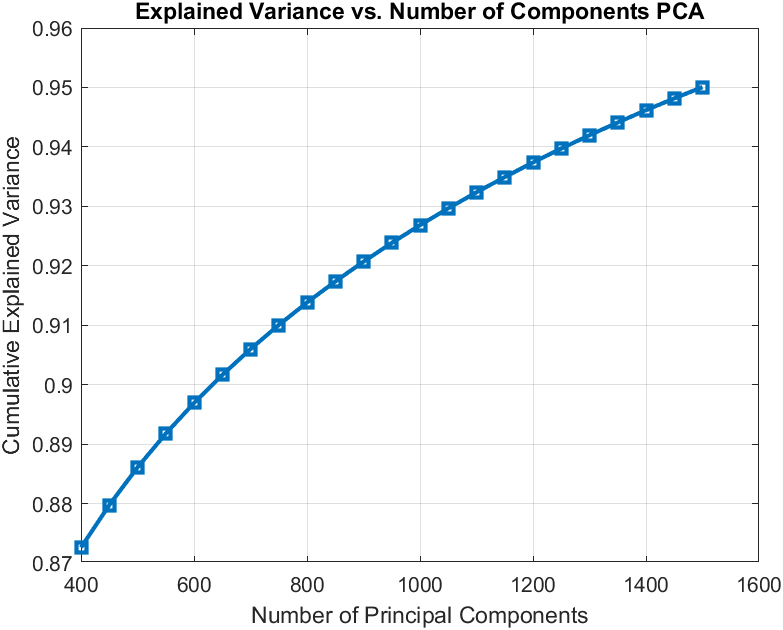 Explained Variance vs. Number of Components PCA
0.96
0.95
0.94
0.93
0.92
0.91
0.9
0.89
0.88
0.87
Cumulative Explained Variance
400 600 800 1000 1200 1400 1600
Number of Principal Components